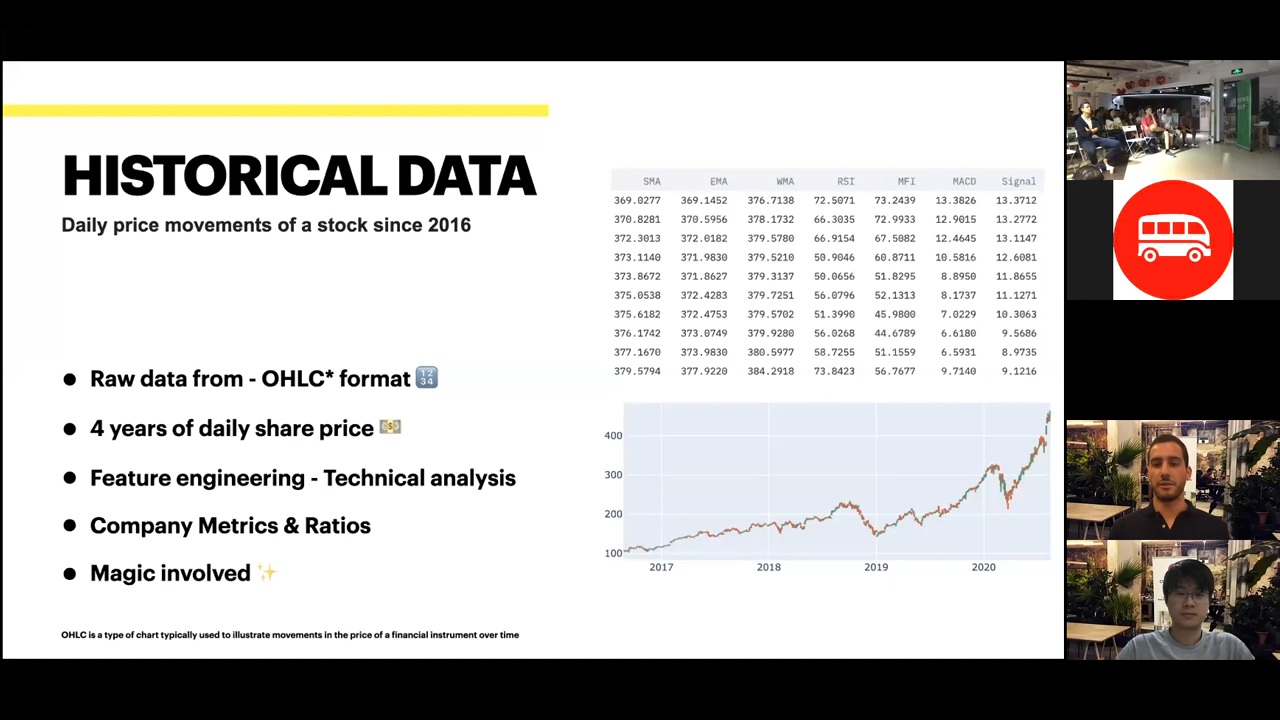 HISTORICAL DATA
Daily price movements of a stock since 2016
● Raw data from - OHLC* format 🔢
● 4 years of daily share price 💵
● Feature engineering - Technical analysis
● Company Metrics & Ratios
● Magic involved ✨
OHLC is a type of chart typically used to illustrate movements in the price of a financial instrument over time
SMA EMA WMA RSI MFI MACD Signal
369.0277 369.1452 376.7138 72.5071 73.2439 13.3826 13.3712
370.8281 370.5956 378.1732 66.3035 72.9933 12.9015 13.2772
372.3013 372.0182 379.5780 66.9154 67.5082 12.4645 13.1147
373.1140 371.9830 379.5210 50.9046 60.8711 10.5816 12.6081
373.8672 371.8627 379.3137 50.0656 51.8295 8.8950 11.8655
375.0538 372.4283 379.7251 56.0796 52.1313 8.1737 11.1271
375.6182 372.4753 379.5702 51.3990 45.9800 7.0229 10.3063
376.1742 373.0749 379.9280 56.0268 44.6789 6.6180 9.5686
377.1670 373.9830 380.5977 58.7255 51.1559 6.5931 8.9735
379.5794 377.9220 384.2918 73.8423 56.7677 9.7140 9.1216
400
300
200
100
2017 2018 2019 2020